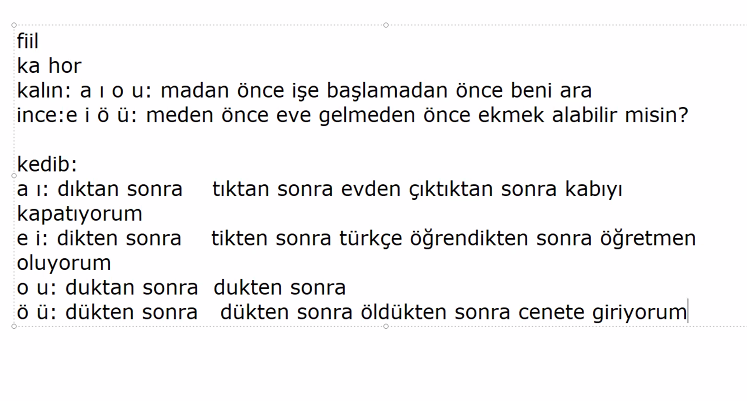 fiil
ka hor
kalın: a ı o u: madan önce işe başlamadan önce beni ara
ince:e i ö ü: meden önce eve gelmeden önce ekmek alabilir misin?
kedib:
a ı: dıktan sonra tıktan sonra evden çıktıktan sonra kabıyı
kapatıyorum
e i: dikten sonra tikten sonra türkçe öğrendikten sonra öğretmen
oluyorum
o u: duktan sonra dukten sonra
ö ü: dükten sonra dükten sonra öldükten sonra cenete giriyorum